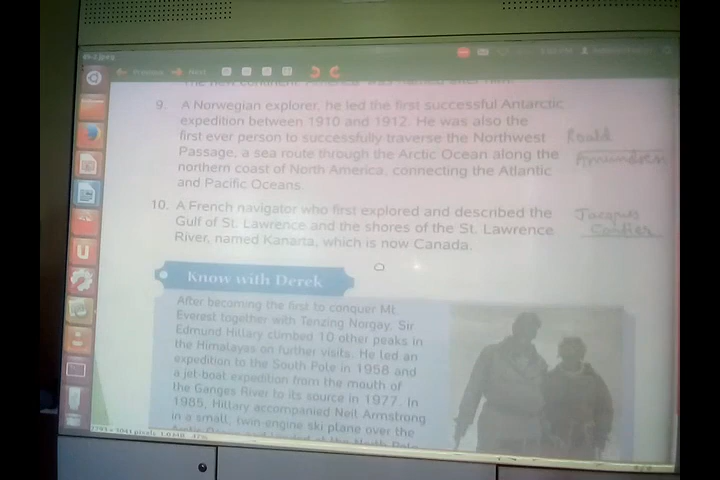 Previous Next
9. A Norwegian explorer, he led the first successful Antarctic
expedition between 1910 and 1912. He was also the
first ever person to successfully traverse the Northwest
Passage, a sea route through the Arctic Ocean along the
northern coast of North America, connecting the Atlantic
and Pacific Oceans.
Roald
Amundsen
10. A French navigator who first explored and described the
Gulf of St. Lawrence and the shores of the St. Lawrence
River, named Kanarta, which is now Canada.
Jacques
Cartier
Know with Derek
After becoming the first to conquer Mt
Everest together with Tenzing Norgay, Sir
Edmund Hillary climbed 10 other peaks in
the Himalayas on further visits. He led an
expedition to the South Pole in 1958 and
a jet-boat expedition from the mouth of
the Ganges River to its source in 1977. In
1985, Hillary accompanied Neil Armstrong
in a small, twin-engine ski plane over the